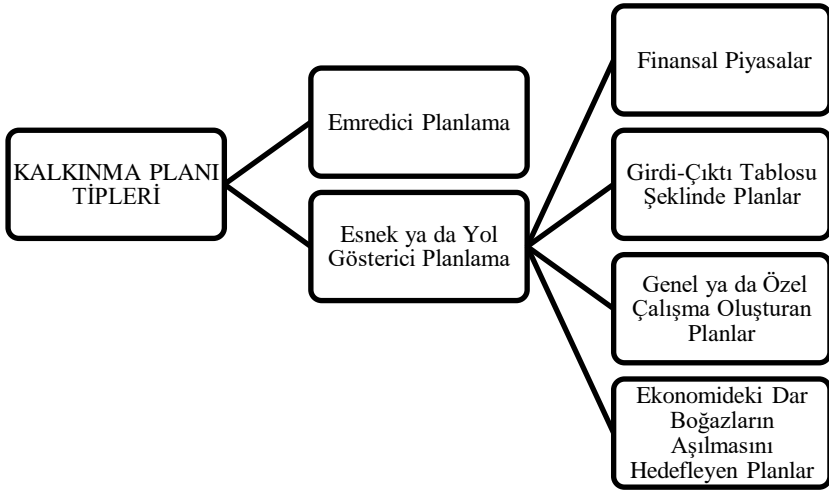 KALKINMA PLANI
TİPLERİ
Emredici Planlama
Esnek ya da Yol
Gösterici Planlama
Finansal Piyasalar
Girdi-Çıktı Tablosu
Şeklinde Planlar
Genel ya da Özel
Çalışma Oluşturan
Planlar
Ekonomideki Dar
Boğazların
Aşılmasını
Hedefleyen Planlar